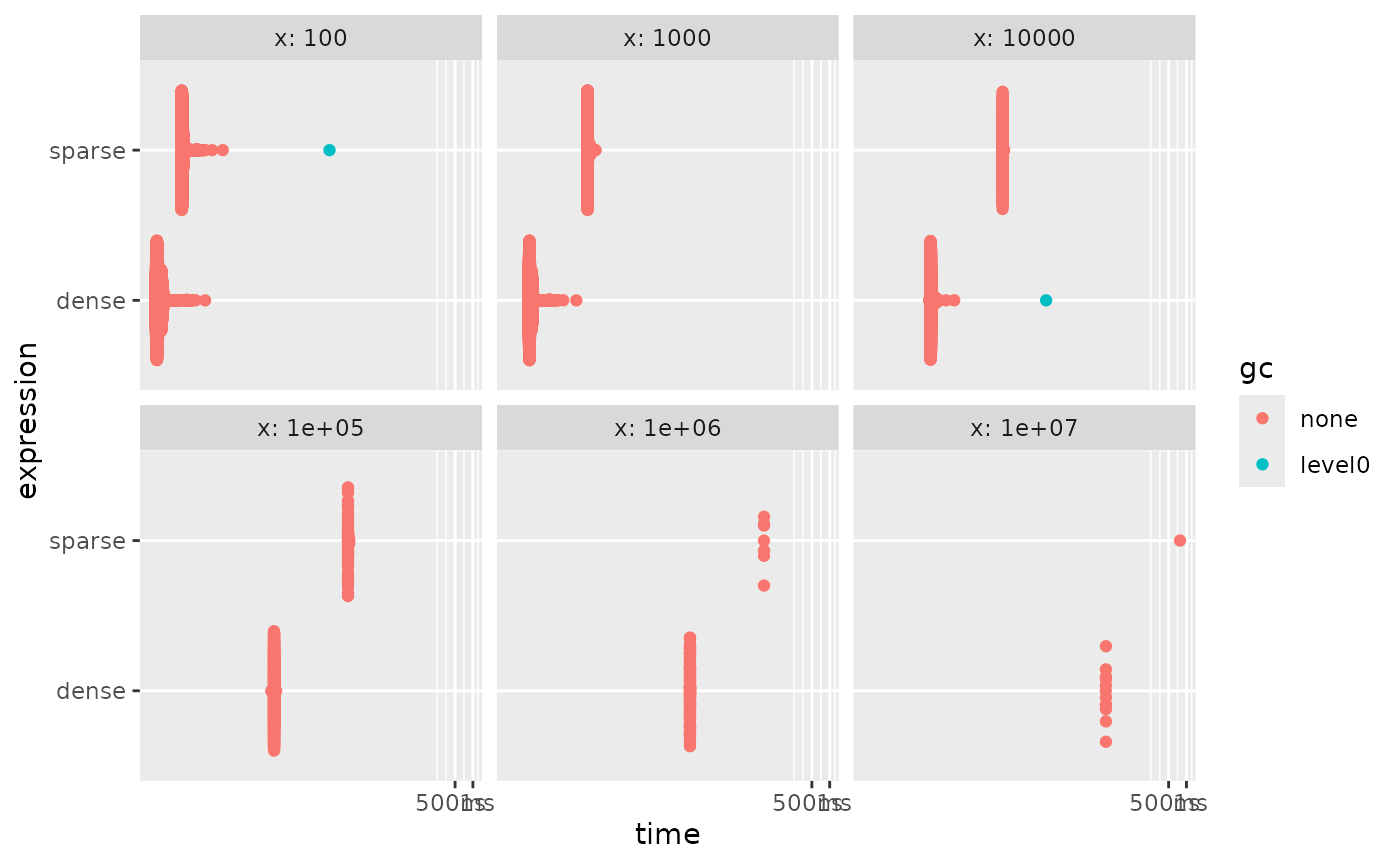 x: 100
x: 1000
x: 10000
sparse
dense
x: 1e+05
x: 1e+06
x: 1e+07
sparse
dense
500ms
1s
500ms
1s
500ms
1s
time
expression
gc
none
level0